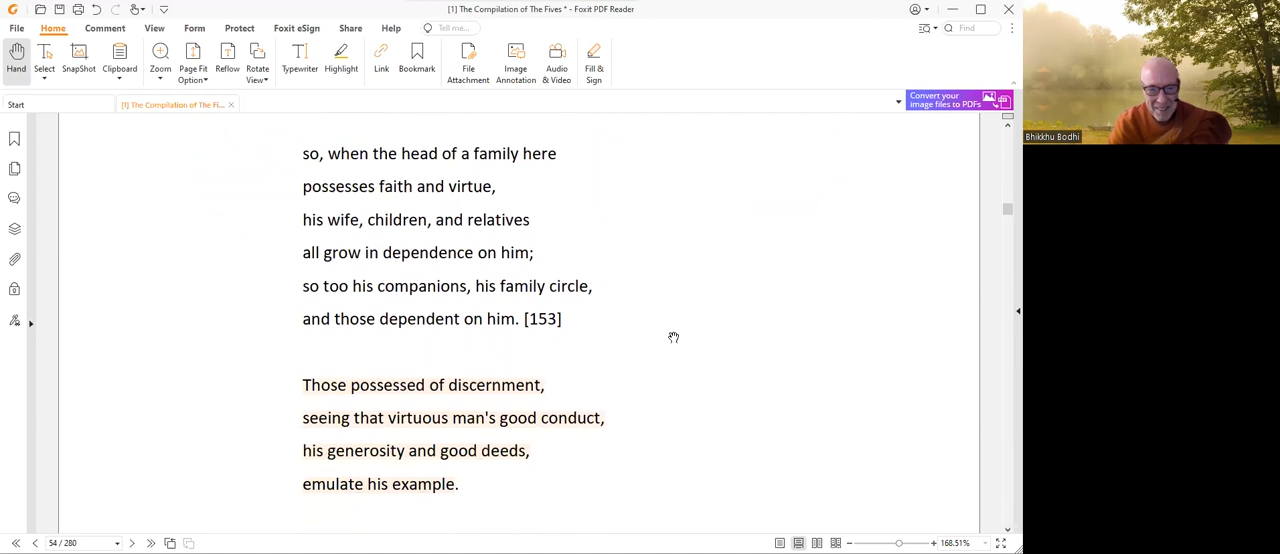 [1] The Compilation of The Fives * - Foxit PDF Reader
File Home Comment View Form Protect Foxit eSign Share Help Tell me... Find
Hand Select SnapShot Clipboard Zoom Page Fit Option Reflow Rotate View Typewriter Highlight Link Bookmark File Attachment Image Annotation Audio & Video Fill & Sign
Start [1] The Compilation of The Fi... Convert your image files to PDFs
Bhikkhu Bodhi
so, when the head of a family here
possesses faith and virtue,
his wife, children, and relatives
all grow in dependence on him;
so too his companions, his family circle,
and those dependent on him. [153]
Those possessed of discernment,
seeing that virtuous man's good conduct,
his generosity and good deeds,
emulate his example.
54 / 280 168.51%